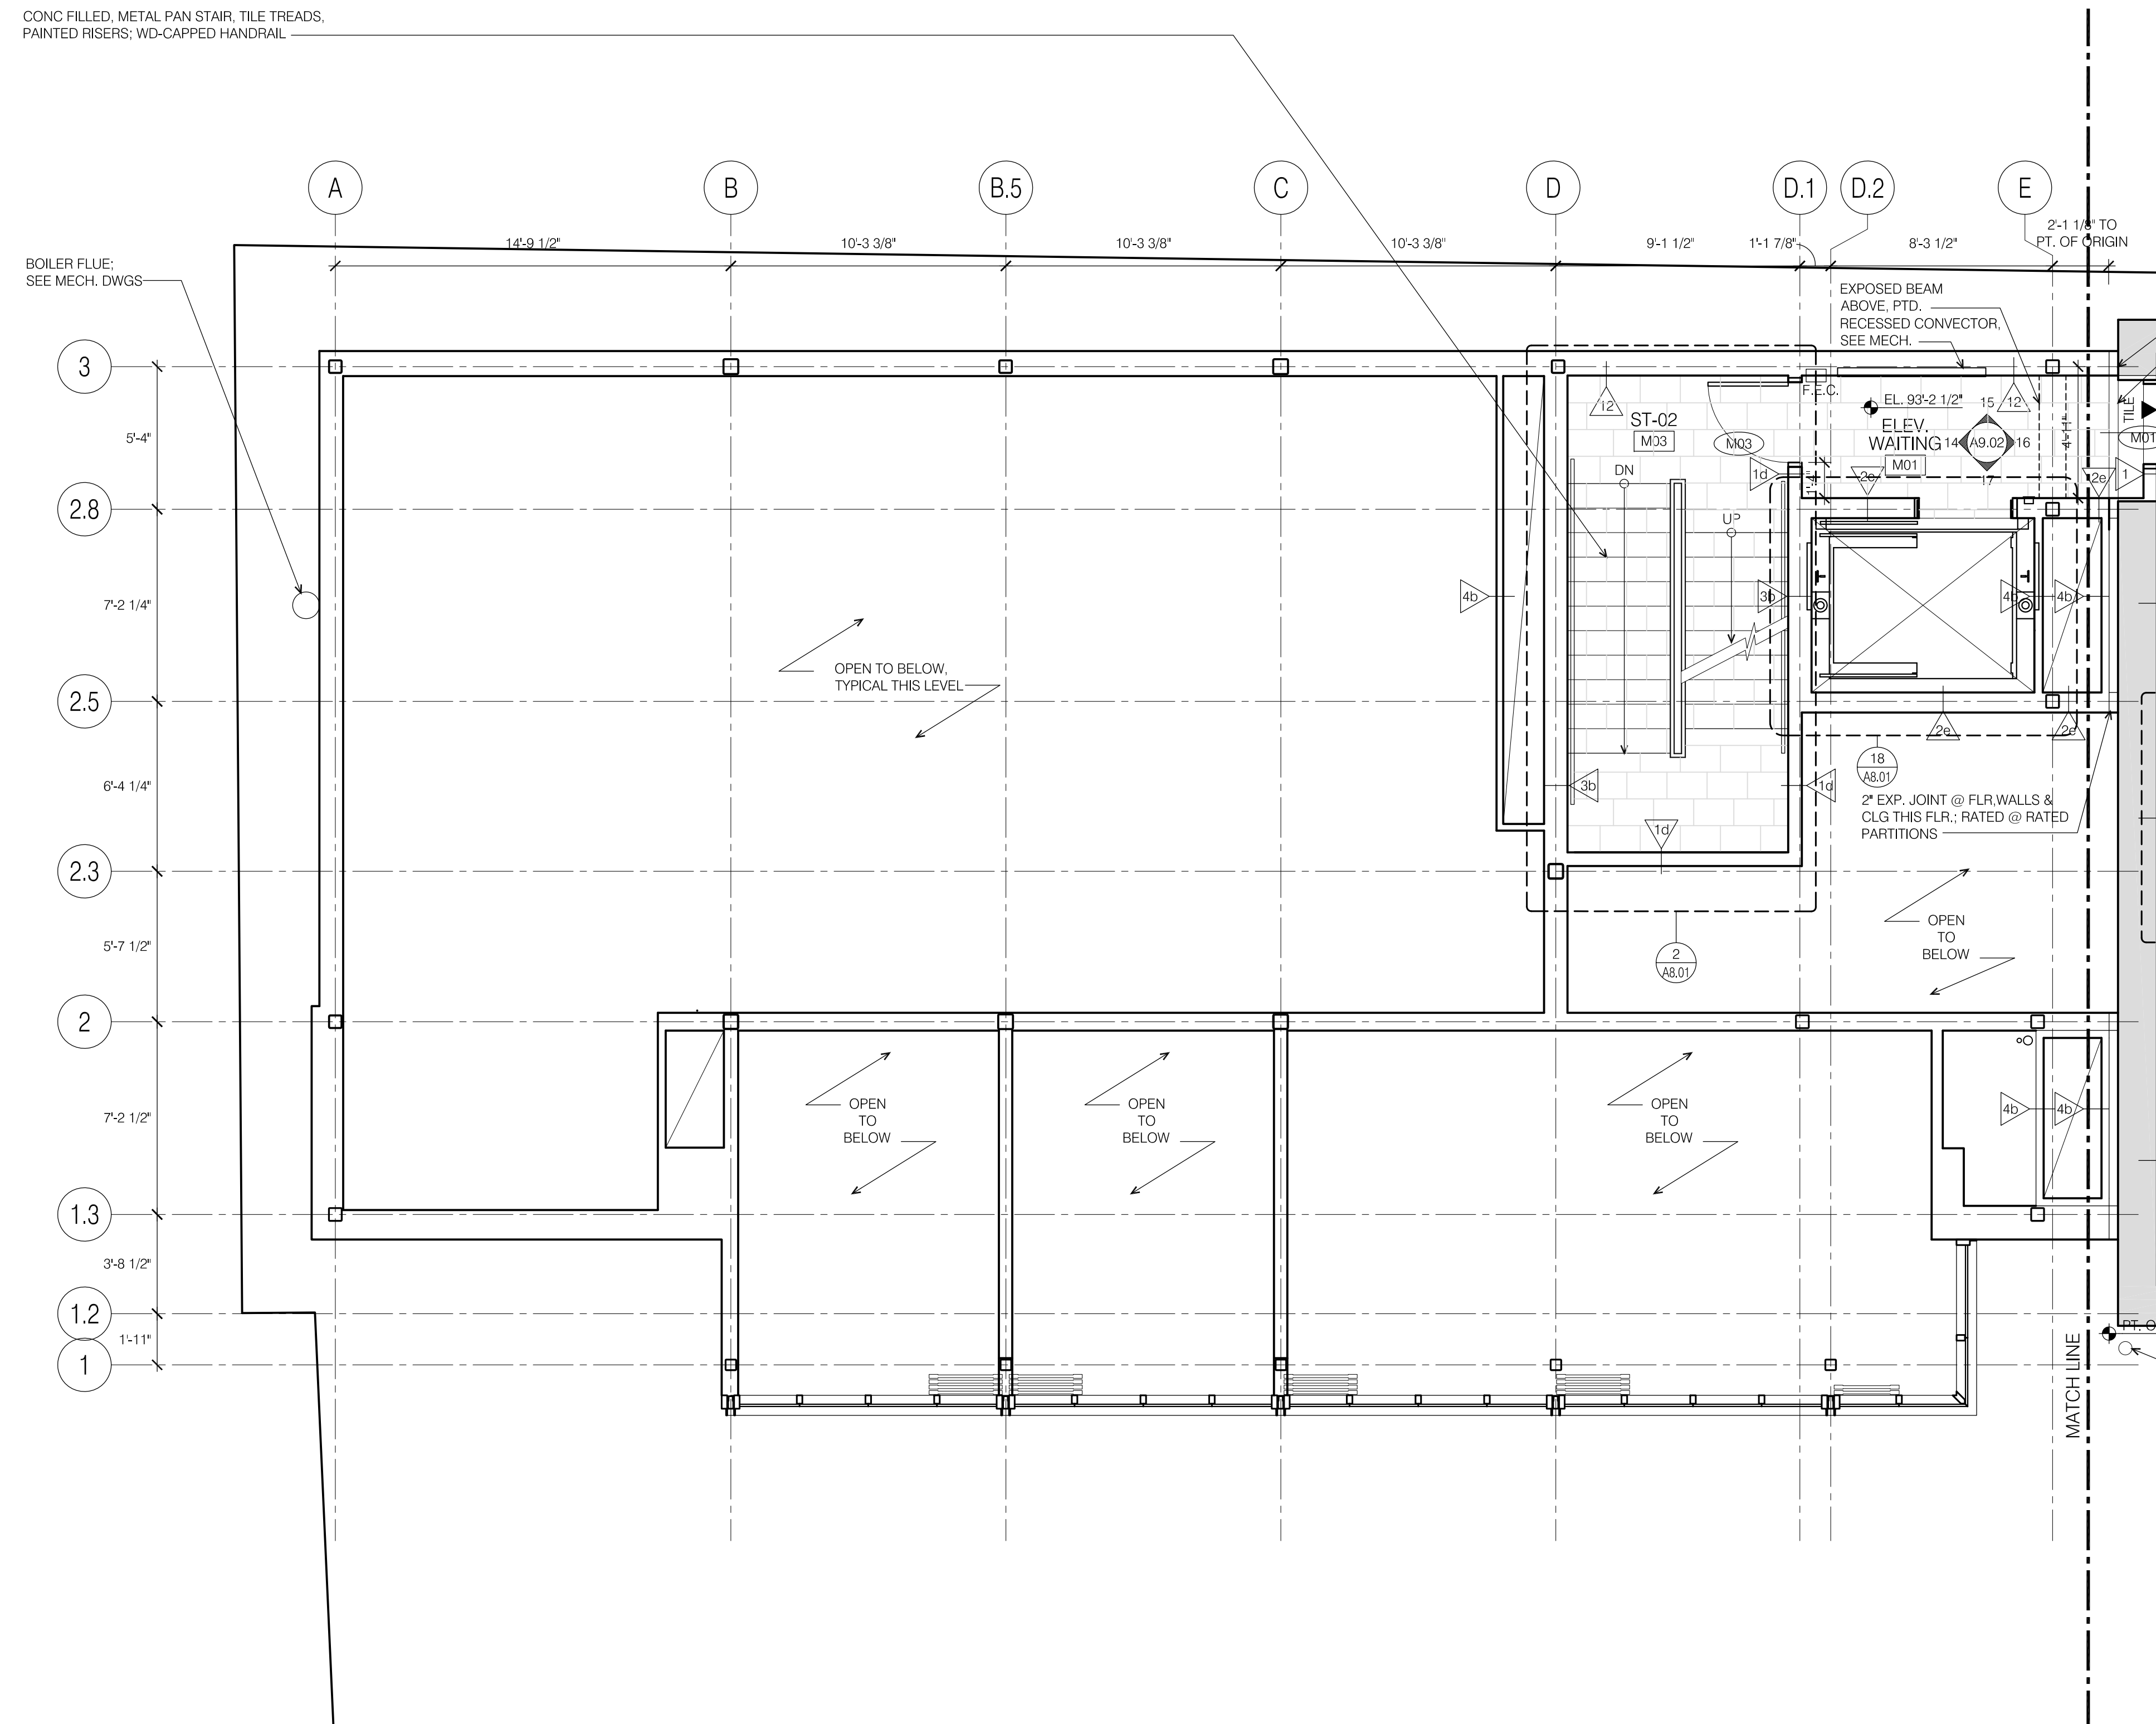 CONC FILLED, METAL PAN STAIR, TILE TREADS,
PAINTED RISERS; WD-CAPPED HANDRAIL
A
B
B.5
C
D
D.1
D.2
E
14'-9 1/2"
10'-3 3/8"
10'-3 3/8"
10'-3 3/8"
9'-1 1/2"
1'-1 7/8"
8'-3 1/2"
2'-1 1/8" TO
PT. OF ORIGIN
BOILER FLUE;
SEE MECH. DWGS
EXPOSED BEAM
ABOVE, PTD.
RECESSED CONVECTOR,
SEE MECH.
3
5'-4"
2.8
7'-2 1/4"
2.5
6'-4 1/4"
2.3
5'-7 1/2"
2
7'-2 1/2"
1.3
3'-8 1/2"
1.2
1'-11"
1
12
ST-02
M03
M03
F.E.C.
EL. 93'-2 1/2"
ELEV.
WAITING
M01
15
14
A9.02
16
17
12
4'-11"
TILE
M01
1d
1'-4"
2e
2e
1
DN
UP
4b
3b
4b
4b
OPEN TO BELOW,
TYPICAL THIS LEVEL
2e
2e
18
A8.01
3b
1d
1d
2" EXP. JOINT @ FLR,WALLS &
CLG THIS FLR.; RATED @ RATED
PARTITIONS
2
A8.01
OPEN
TO
BELOW
OPEN
TO
BELOW
OPEN
TO
BELOW
OPEN
TO
BELOW
4b
4b
PT. O
MATCH LINE